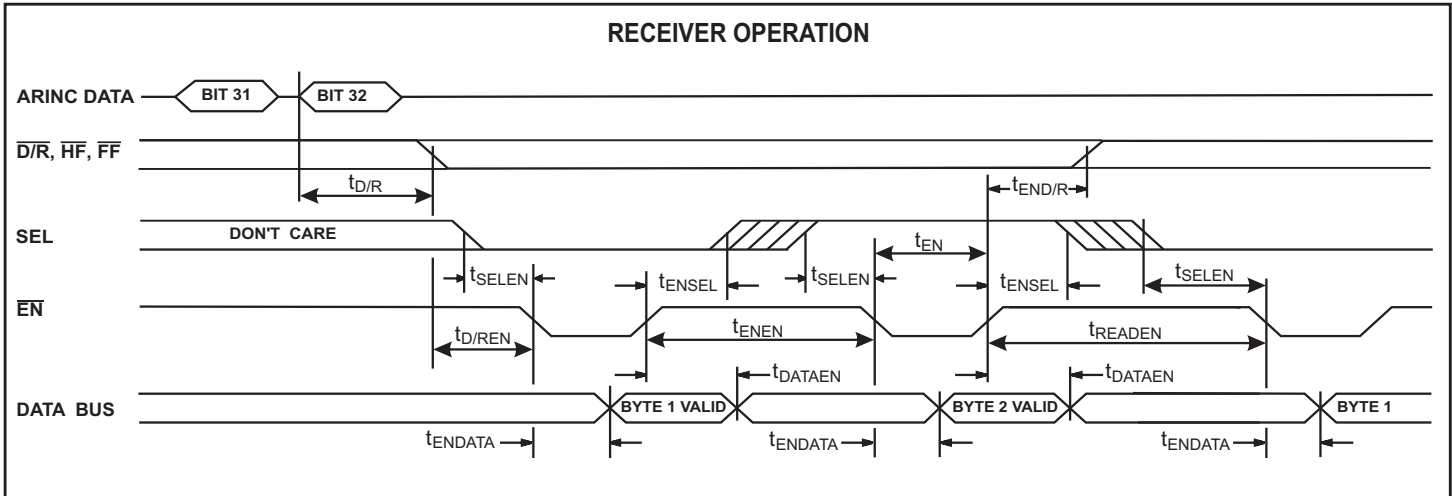 RECEIVER OPERATION
ARINC DATA
BIT 31
BIT 32
D/R, HF, FF
tD/R
tEND/R
SEL
DON'T CARE
tEN
tSELEN
tENSEL
tSELEN
tENSEL
tSELEN
EN
tD/REN
tENEN
tREADEN
tDATAEN
tDATAEN
DATA BUS
BYTE 1 VALID
BYTE 2 VALID
BYTE 1
tENDATA
tENDATA
tENDATA